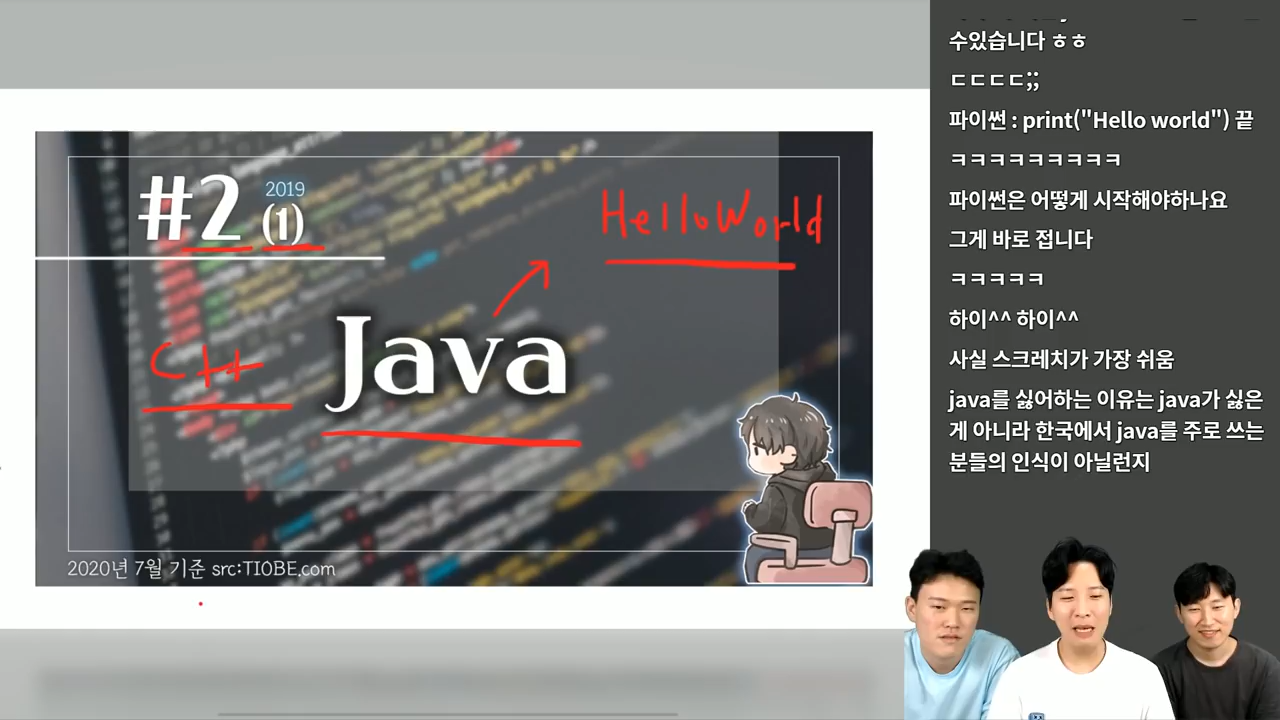 #2
2019
(1)
HelloWorld
Java
C++
2020년 7월 기준 src:TIOBE.com
수있습니다 ㅎㅎ
ㄷㄷㄷㄷ;;
파이썬 : print("Hello world") 끝
ㅋㅋㅋㅋㅋㅋㅋㅋㅋ
파이썬은 어떻게 시작해야하나요
그게 바로 접니다
ㅋㅋㅋㅋㅋ
하이^^ 하이^^
사실 스크레치가 가장 쉬움
java를 싫어하는 이유는 java가 싫은
게 아니라 한국에서 java를 주로 쓰는
분들의 인식이 아닐런지